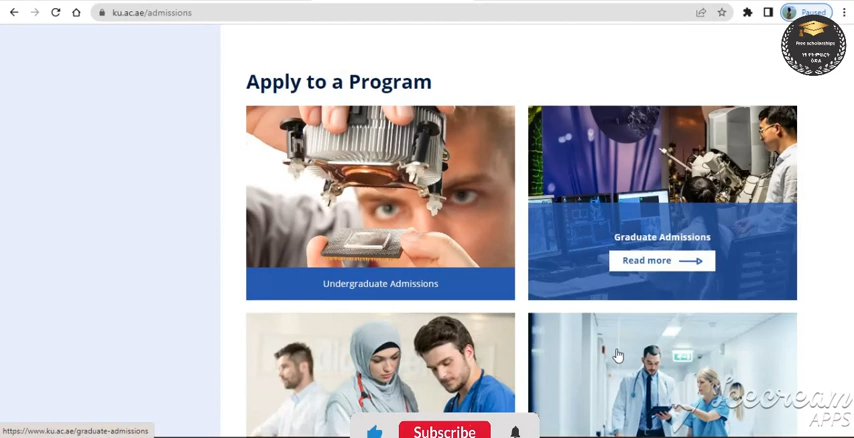 ku.ac.ae/admissions
Paused
Free scholarships
Apply to a Program
Undergraduate Admissions
Graduate Admissions
Read more
https://www.ku.ac.ae/graduate-admissions
Subscribe
Icecream
APPS